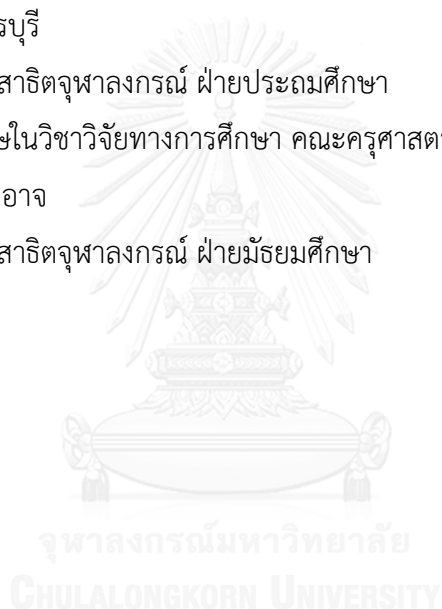 รบุรี
สาธิตจุฬาลงกรณ์ ฝ่ายประถมศึกษา
ษในวิชาวิจัยทางการศึกษา คณะครุศาสตร
อาจ
สาธิตจุฬาลงกรณ์ ฝ่ายมัธยมศึกษา
จุฬาลงกรณ์มหาวิทยาลัย
CHULALONGKORN UNIVERSITY